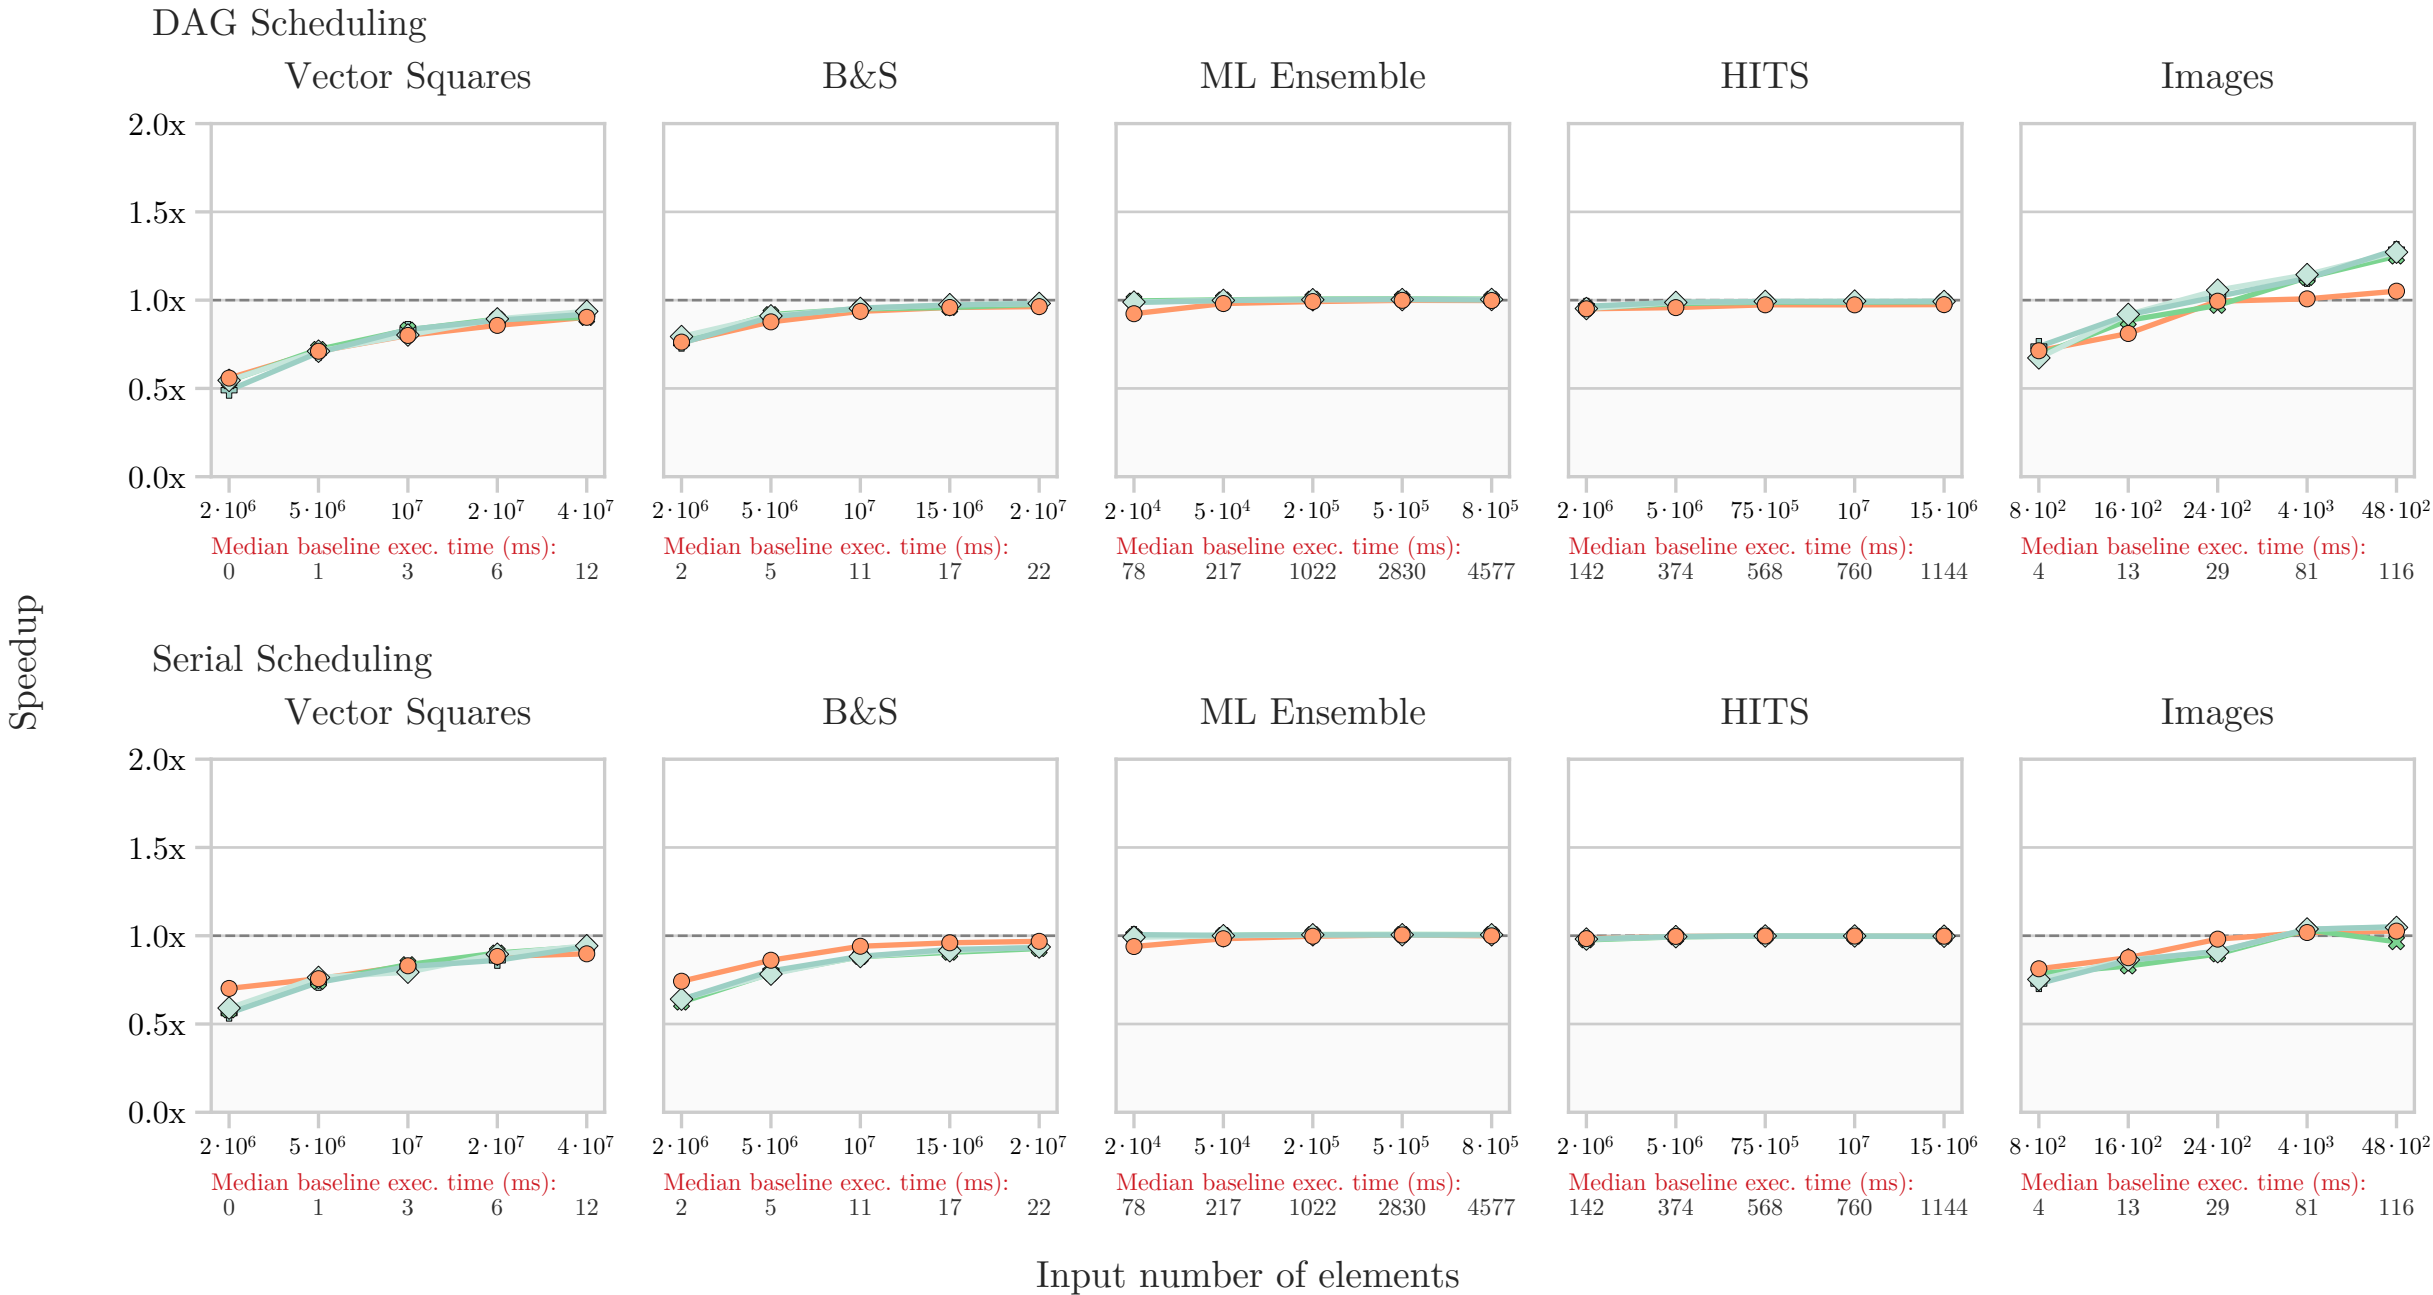 DAG Scheduling
Vector Squares B&S ML Ensemble HITS Images
2.0x
1.5x
1.0x
0.5x
0.0x
2·10⁶ 5·10⁶ 10⁷ 2·10⁷ 4·10⁷ 2·10⁶ 5·10⁶ 10⁷ 15·10⁶ 2·10⁷ 2·10⁴ 5·10⁴ 2·10⁵ 5·10⁵ 8·10⁵ 2·10⁶ 5·10⁶ 75·10⁵ 10⁷ 15·10⁶ 8·10² 16·10² 24·10² 4·10³ 48·10²
Median baseline exec. time (ms): Median baseline exec. time (ms): Median baseline exec. time (ms): Median baseline exec. time (ms): Median baseline exec. time (ms):
0 1 3 6 12 2 5 11 17 22 78 217 1022 2830 4577 142 374 568 760 1144 4 13 29 81 116
Speedup
Serial Scheduling
Vector Squares B&S ML Ensemble HITS Images
2.0x
1.5x
1.0x
0.5x
0.0x
2·10⁶ 5·10⁶ 10⁷ 2·10⁷ 4·10⁷ 2·10⁶ 5·10⁶ 10⁷ 15·10⁶ 2·10⁷ 2·10⁴ 5·10⁴ 2·10⁵ 5·10⁵ 8·10⁵ 2·10⁶ 5·10⁶ 75·10⁵ 10⁷ 15·10⁶ 8·10² 16·10² 24·10² 4·10³ 48·10²
Median baseline exec. time (ms): Median baseline exec. time (ms): Median baseline exec. time (ms): Median baseline exec. time (ms): Median baseline exec. time (ms):
0 1 3 6 12 2 5 11 17 22 78 217 1022 2830 4577 142 374 568 760 1144 4 13 29 81 116
Input number of elements